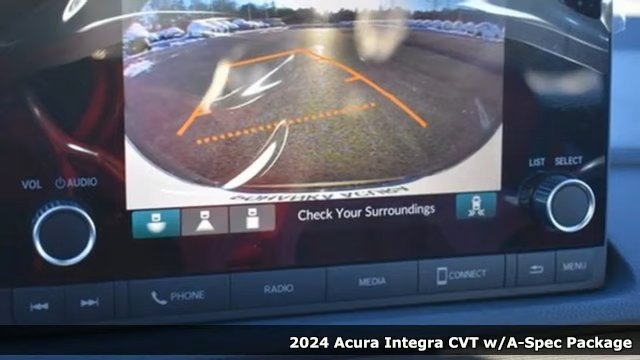 VOL AUDIO
LIST SELECT
Check Your Surroundings
PHONE RADIO MEDIA CONNECT MENU
2024 Acura Integra CVT w/A-Spec Package